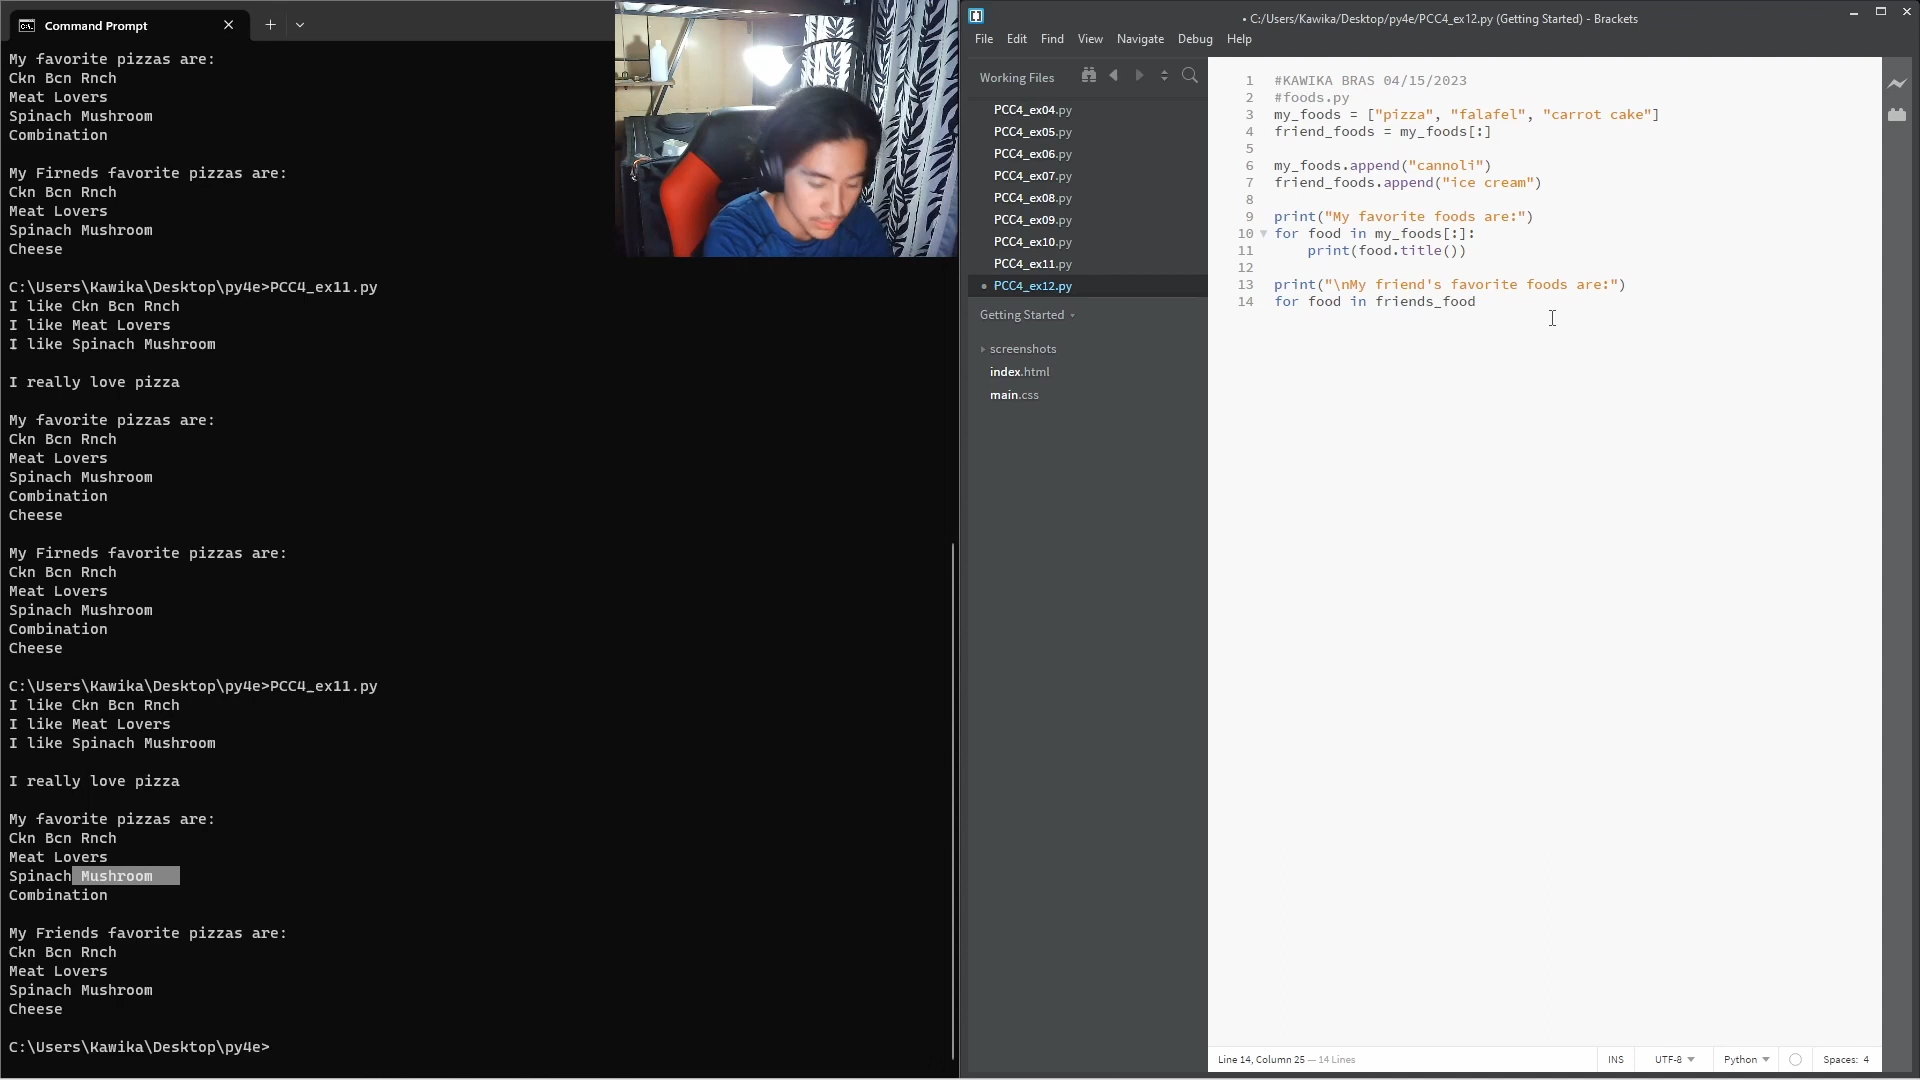 Command Prompt
My favorite pizzas are:
Ckn Bcn Rnch
Meat Lovers
Spinach Mushroom
Combination
My Firneds favorite pizzas are:
Ckn Bcn Rnch
Meat Lovers
Spinach Mushroom
Cheese
C:\Users\Kawika\Desktop\py4e>PCC4_ex11.py
I like Ckn Bcn Rnch
I like Meat Lovers
I like Spinach Mushroom
I really love pizza
My favorite pizzas are:
Ckn Bcn Rnch
Meat Lovers
Spinach Mushroom
Combination
Cheese
My Firneds favorite pizzas are:
Ckn Bcn Rnch
Meat Lovers
Spinach Mushroom
Combination
Cheese
C:\Users\Kawika\Desktop\py4e>PCC4_ex11.py
I like Ckn Bcn Rnch
I like Meat Lovers
I like Spinach Mushroom
I really love pizza
My favorite pizzas are:
Ckn Bcn Rnch
Meat Lovers
Spinach Mushroom
Combination
My Friends favorite pizzas are:
Ckn Bcn Rnch
Meat Lovers
Spinach Mushroom
Cheese
C:\Users\Kawika\Desktop\py4e>
• C:/Users/Kawika/Desktop/py4e/PCC4_ex12.py (Getting Started) - Brackets
File Edit Find View Navigate Debug Help
Working Files
PCC4_ex04.py
PCC4_ex05.py
PCC4_ex06.py
PCC4_ex07.py
PCC4_ex08.py
PCC4_ex09.py
PCC4_ex10.py
PCC4_ex11.py
PCC4_ex12.py
Getting Started
screenshots
index.html
main.css
1 #KAWIKA BRAS 04/15/2023
2 #foods.py
3 my_foods = ["pizza", "falafel", "carrot cake"]
4 friend_foods = my_foods[:]
5
6 my_foods.append("cannoli")
7 friend_foods.append("ice cream")
8
9 print("My favorite foods are:")
10 for food in my_foods[:]:
11     print(food.title())
12
13 print("\nMy friend's favorite foods are:")
14 for food in friends_food
Line 14, Column 25 — 14 Lines
INS UTF-8 Python Spaces: 4